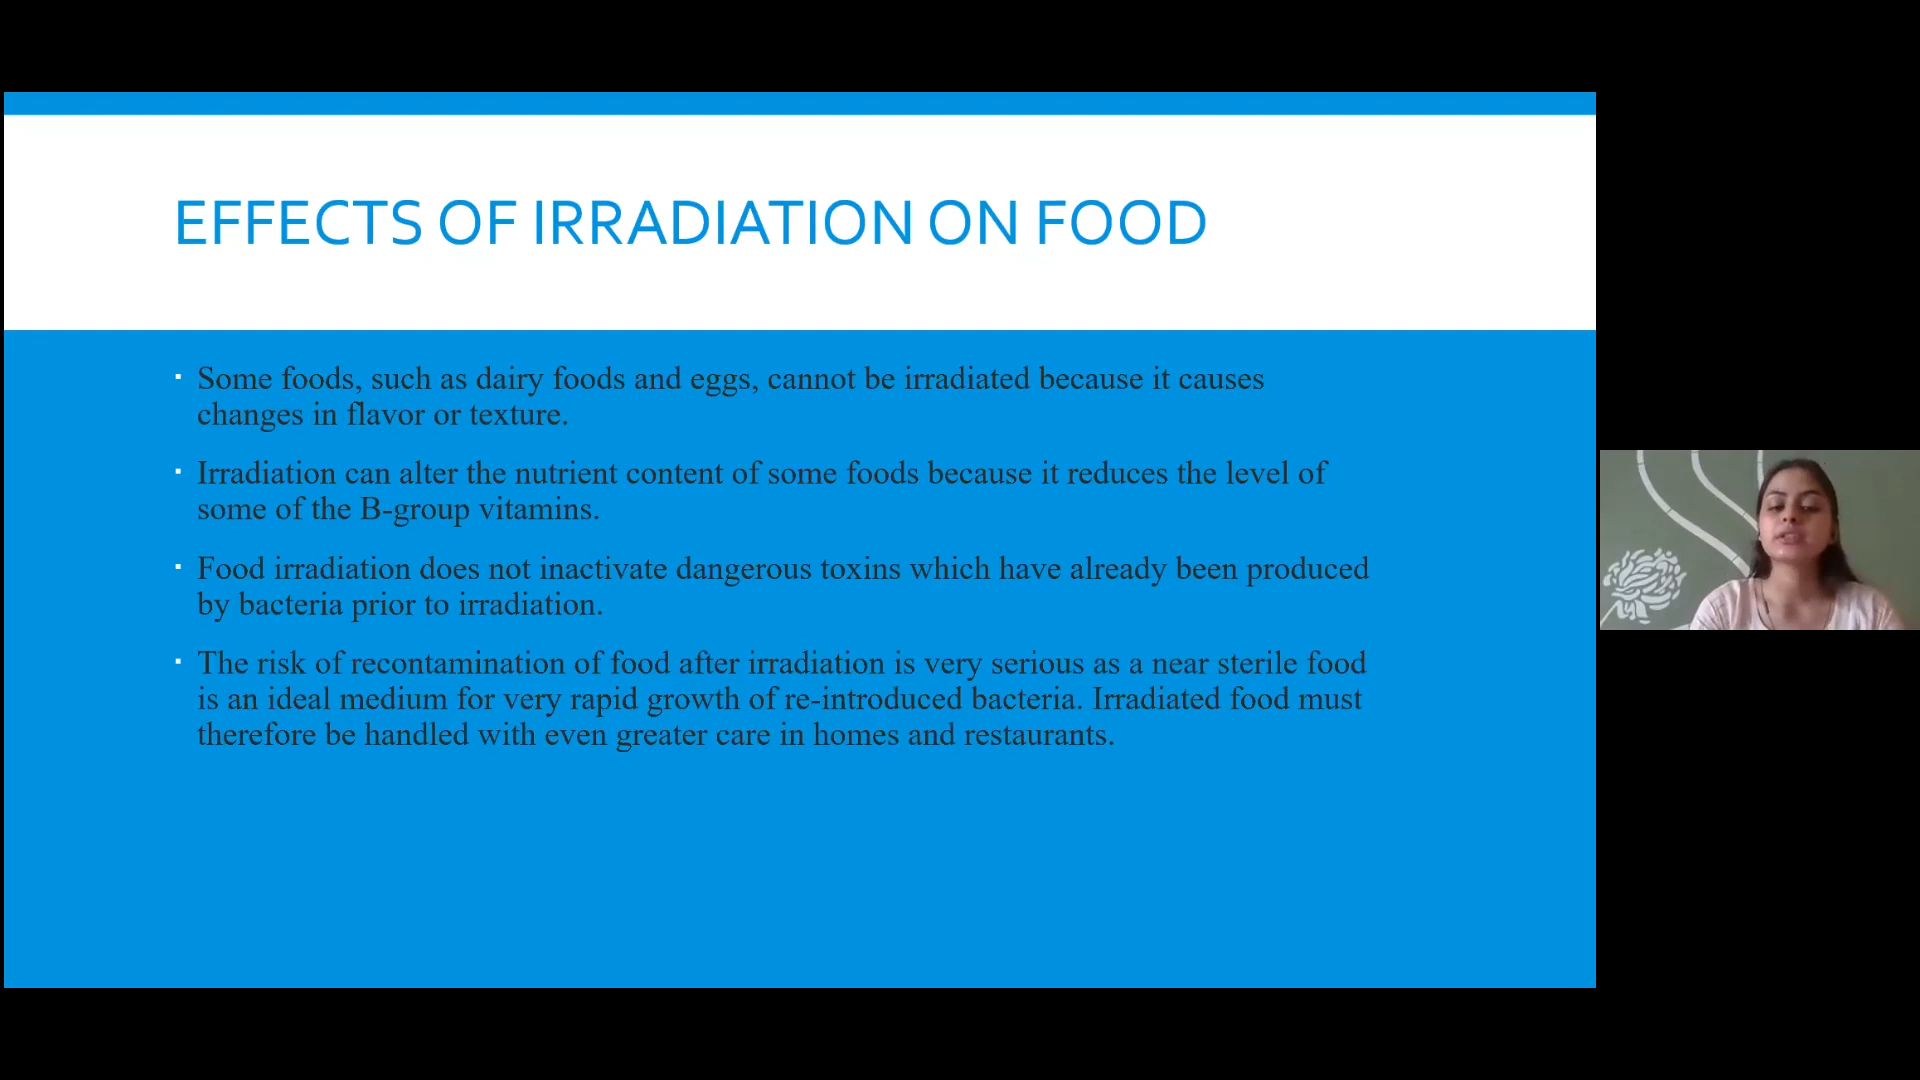 EFFECTS OF IRRADIATION ON FOOD
Some foods, such as dairy foods and eggs, cannot be irradiated because it causes
changes in flavor or texture.
Irradiation can alter the nutrient content of some foods because it reduces the level of
some of the B-group vitamins.
Food irradiation does not inactivate dangerous toxins which have already been produced
by bacteria prior to irradiation.
The risk of recontamination of food after irradiation is very serious as a near sterile food
is an ideal medium for very rapid growth of re-introduced bacteria. Irradiated food must
therefore be handled with even greater care in homes and restaurants.